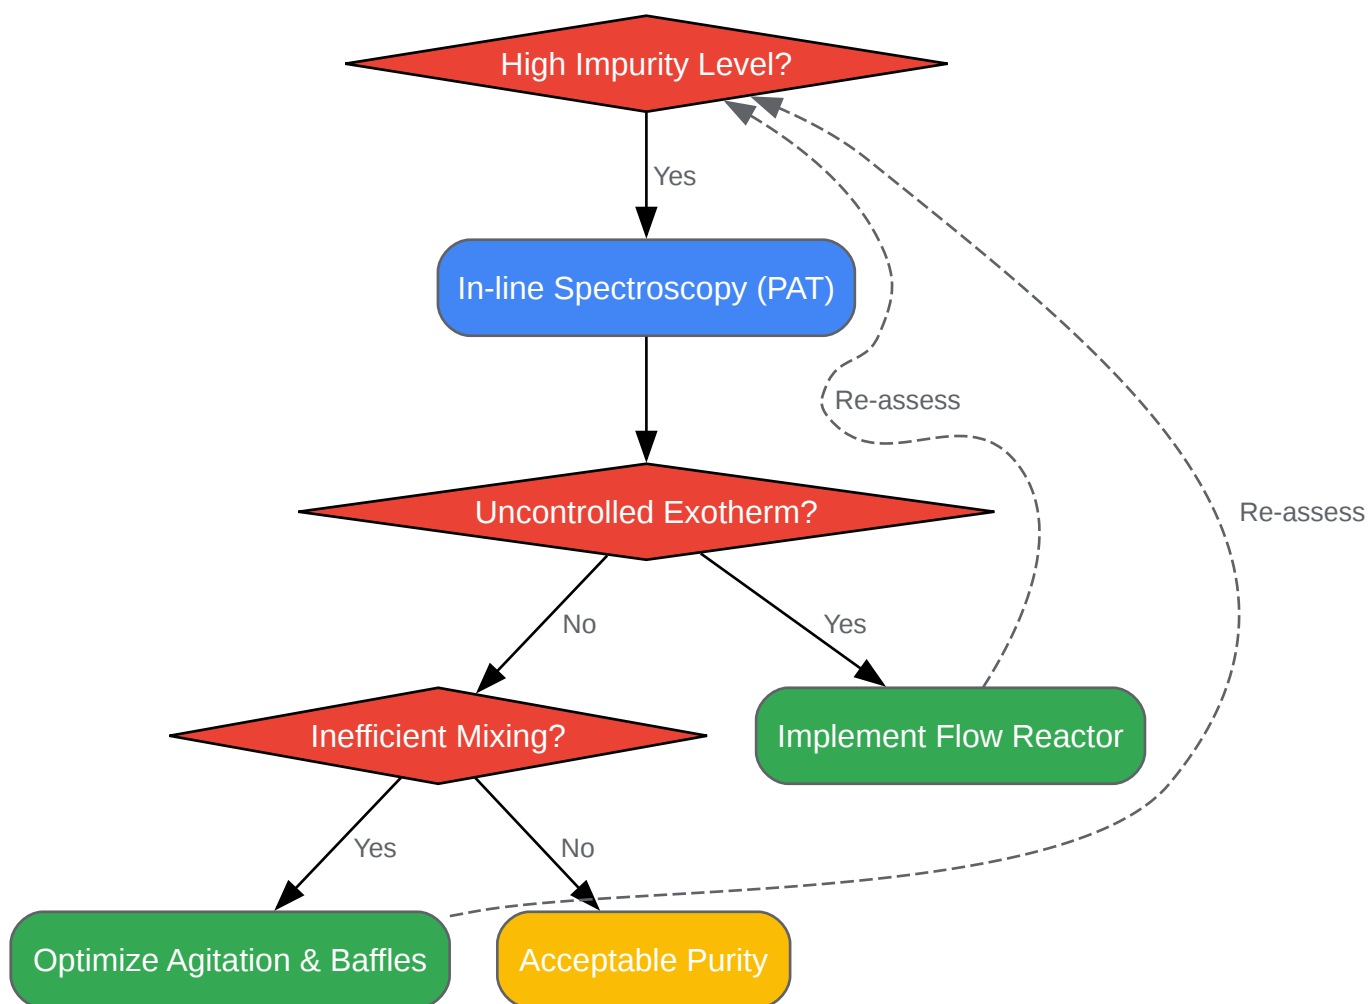 High Impurity Level?
Yes
In-line Spectroscopy (PAT)
Re-assess
Uncontrolled Exotherm?
Re-assess
No
Yes
Inefficient Mixing?
Implement Flow Reactor
Yes
No
Optimize Agitation & Baffles
Acceptable Purity